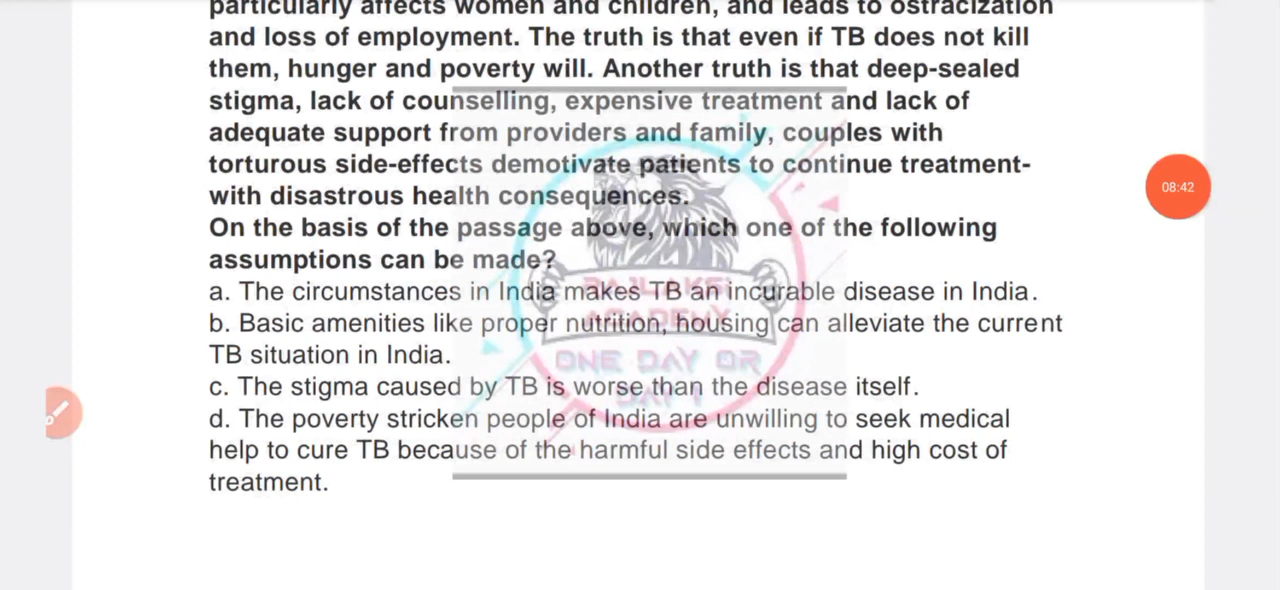 particularly affects women and children, and leads to ostracization
and loss of employment. The truth is that even if TB does not kill
them, hunger and poverty will. Another truth is that deep-sealed
stigma, lack of counselling, expensive treatment and lack of
adequate support from providers and family, couples with
torturous side-effects demotivate patients to continue treatment-
with disastrous health consequences.
On the basis of the passage above, which one of the following
assumptions can be made?
a. The circumstances in India makes TB an incurable disease in India.
b. Basic amenities like proper nutrition, housing can alleviate the current
TB situation in India.
c. The stigma caused by TB is worse than the disease itself.
d. The poverty stricken people of India are unwilling to seek medical
help to cure TB because of the harmful side effects and high cost of
treatment.
08:42
ACADEMY
ONE DAY OR
DAY 1